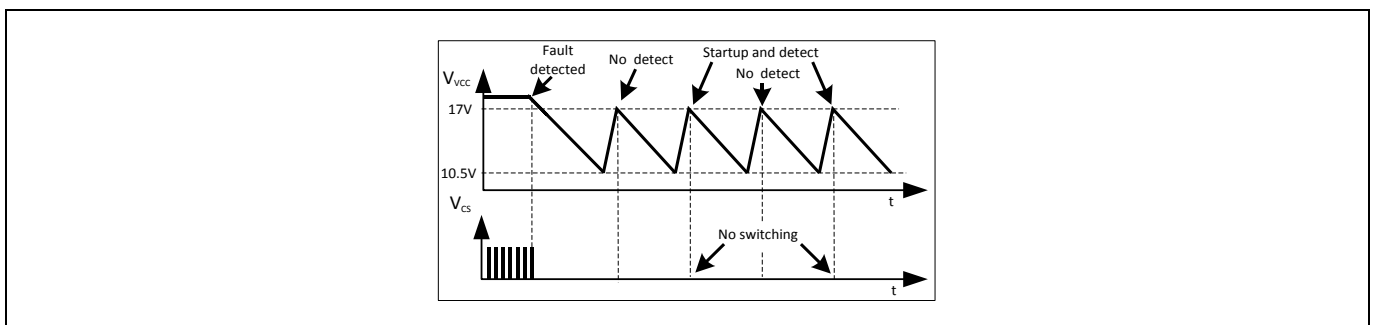 Fault
detected
No detect
Startup and detect
No detect
Vvcc
17V
10.5V
t
Vcs
No switching
t